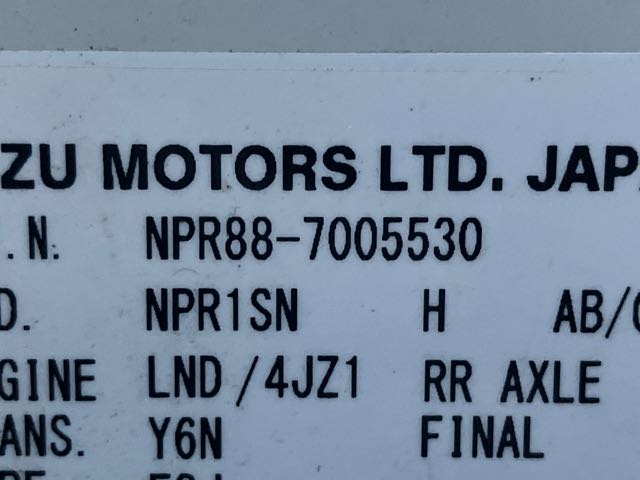 ZU MOTORS LTD. JAP
.N. NPR88-7005530
D. NPR1SN H AB/
GINE LND/4JZ1 RR AXLE
ANS. Y6N FINAL